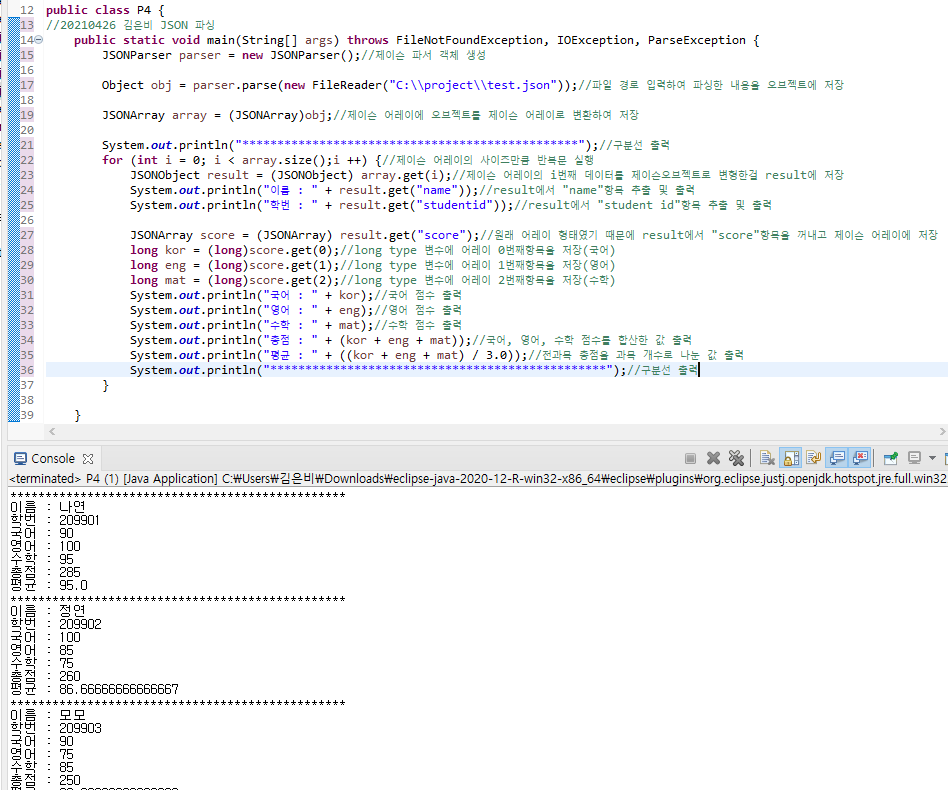 12 public class P4 {
13 //20210426 김은비 JSON 파싱
14 public static void main(String[] args) throws FileNotFoundException, IOException, ParseException {
15 JSONParser parser = new JSONParser();//제이슨 파서 객체 생성
16
17 Object obj = parser.parse(new FileReader("C:\\project\\test.json"));//파일 경로 입력하여 파싱한 내용을 오브젝트에 저장
18
19 JSONArray array = (JSONArray)obj;//제이슨 어레이에 오브젝트를 제이슨 어레이로 변환하여 저장
20
21 System.out.println("************************************************");//구분선 출력
22 for (int i = 0; i < array.size();i ++) {//제이슨 어레이의 사이즈만큼 반복문 실행
23 JSONObject result = (JSONObject) array.get(i);//제이슨 어레이의 i번째 데이터를 제이슨오브젝트로 변형한걸 result에 저장
24 System.out.println("이름 : " + result.get("name"));//result에서 "name"항목 추출 및 출력
25 System.out.println("학번 : " + result.get("studentid"));//result에서 "student id"항목 추출 및 출력
26
27 JSONArray score = (JSONArray) result.get("score");//원래 어레이 형태였기 때문에 result에서 "score"항목을 꺼내고 제이슨 어레이에 저장
28 long kor = (long)score.get(0);//long type 변수에 어레이 0번째항목을 저장(국어)
29 long eng = (long)score.get(1);//long type 변수에 어레이 1번째항목을 저장(영어)
30 long mat = (long)score.get(2);//long type 변수에 어레이 2번째항목을 저장(수학)
31 System.out.println("국어 : " + kor);//국어 점수 출력
32 System.out.println("영어 : " + eng);//영어 점수 출력
33 System.out.println("수학 : " + mat);//수학 점수 출력
34 System.out.println("총점 : " + (kor + eng + mat));//국어, 영어, 수학 점수를 합산한 값 출력
35 System.out.println("평균 : " + ((kor + eng + mat) / 3.0));//전과목 총점을 과목 개수로 나눈 값 출력
36 System.out.println("************************************************");//구분선 출력
37 }
38
39 }
Console
<terminated> P4 (1) [Java Application] C:₩Users₩김은비₩Downloads₩eclipse-java-2020-12-R-win32-x86_64₩eclipse₩plugins₩org.eclipse.justj.openjdk.hotspot.jre.full.win32
************************************************
이름 : 나연
학번 : 209901
국어 : 90
영어 : 100
수학 : 95
총점 : 285
평균 : 95.0
************************************************
이름 : 정연
학번 : 209902
국어 : 100
영어 : 85
수학 : 75
총점 : 260
평균 : 86.66666666666667
************************************************
이름 : 모모
학번 : 209903
국어 : 90
영어 : 75
수학 : 85
총점 : 250